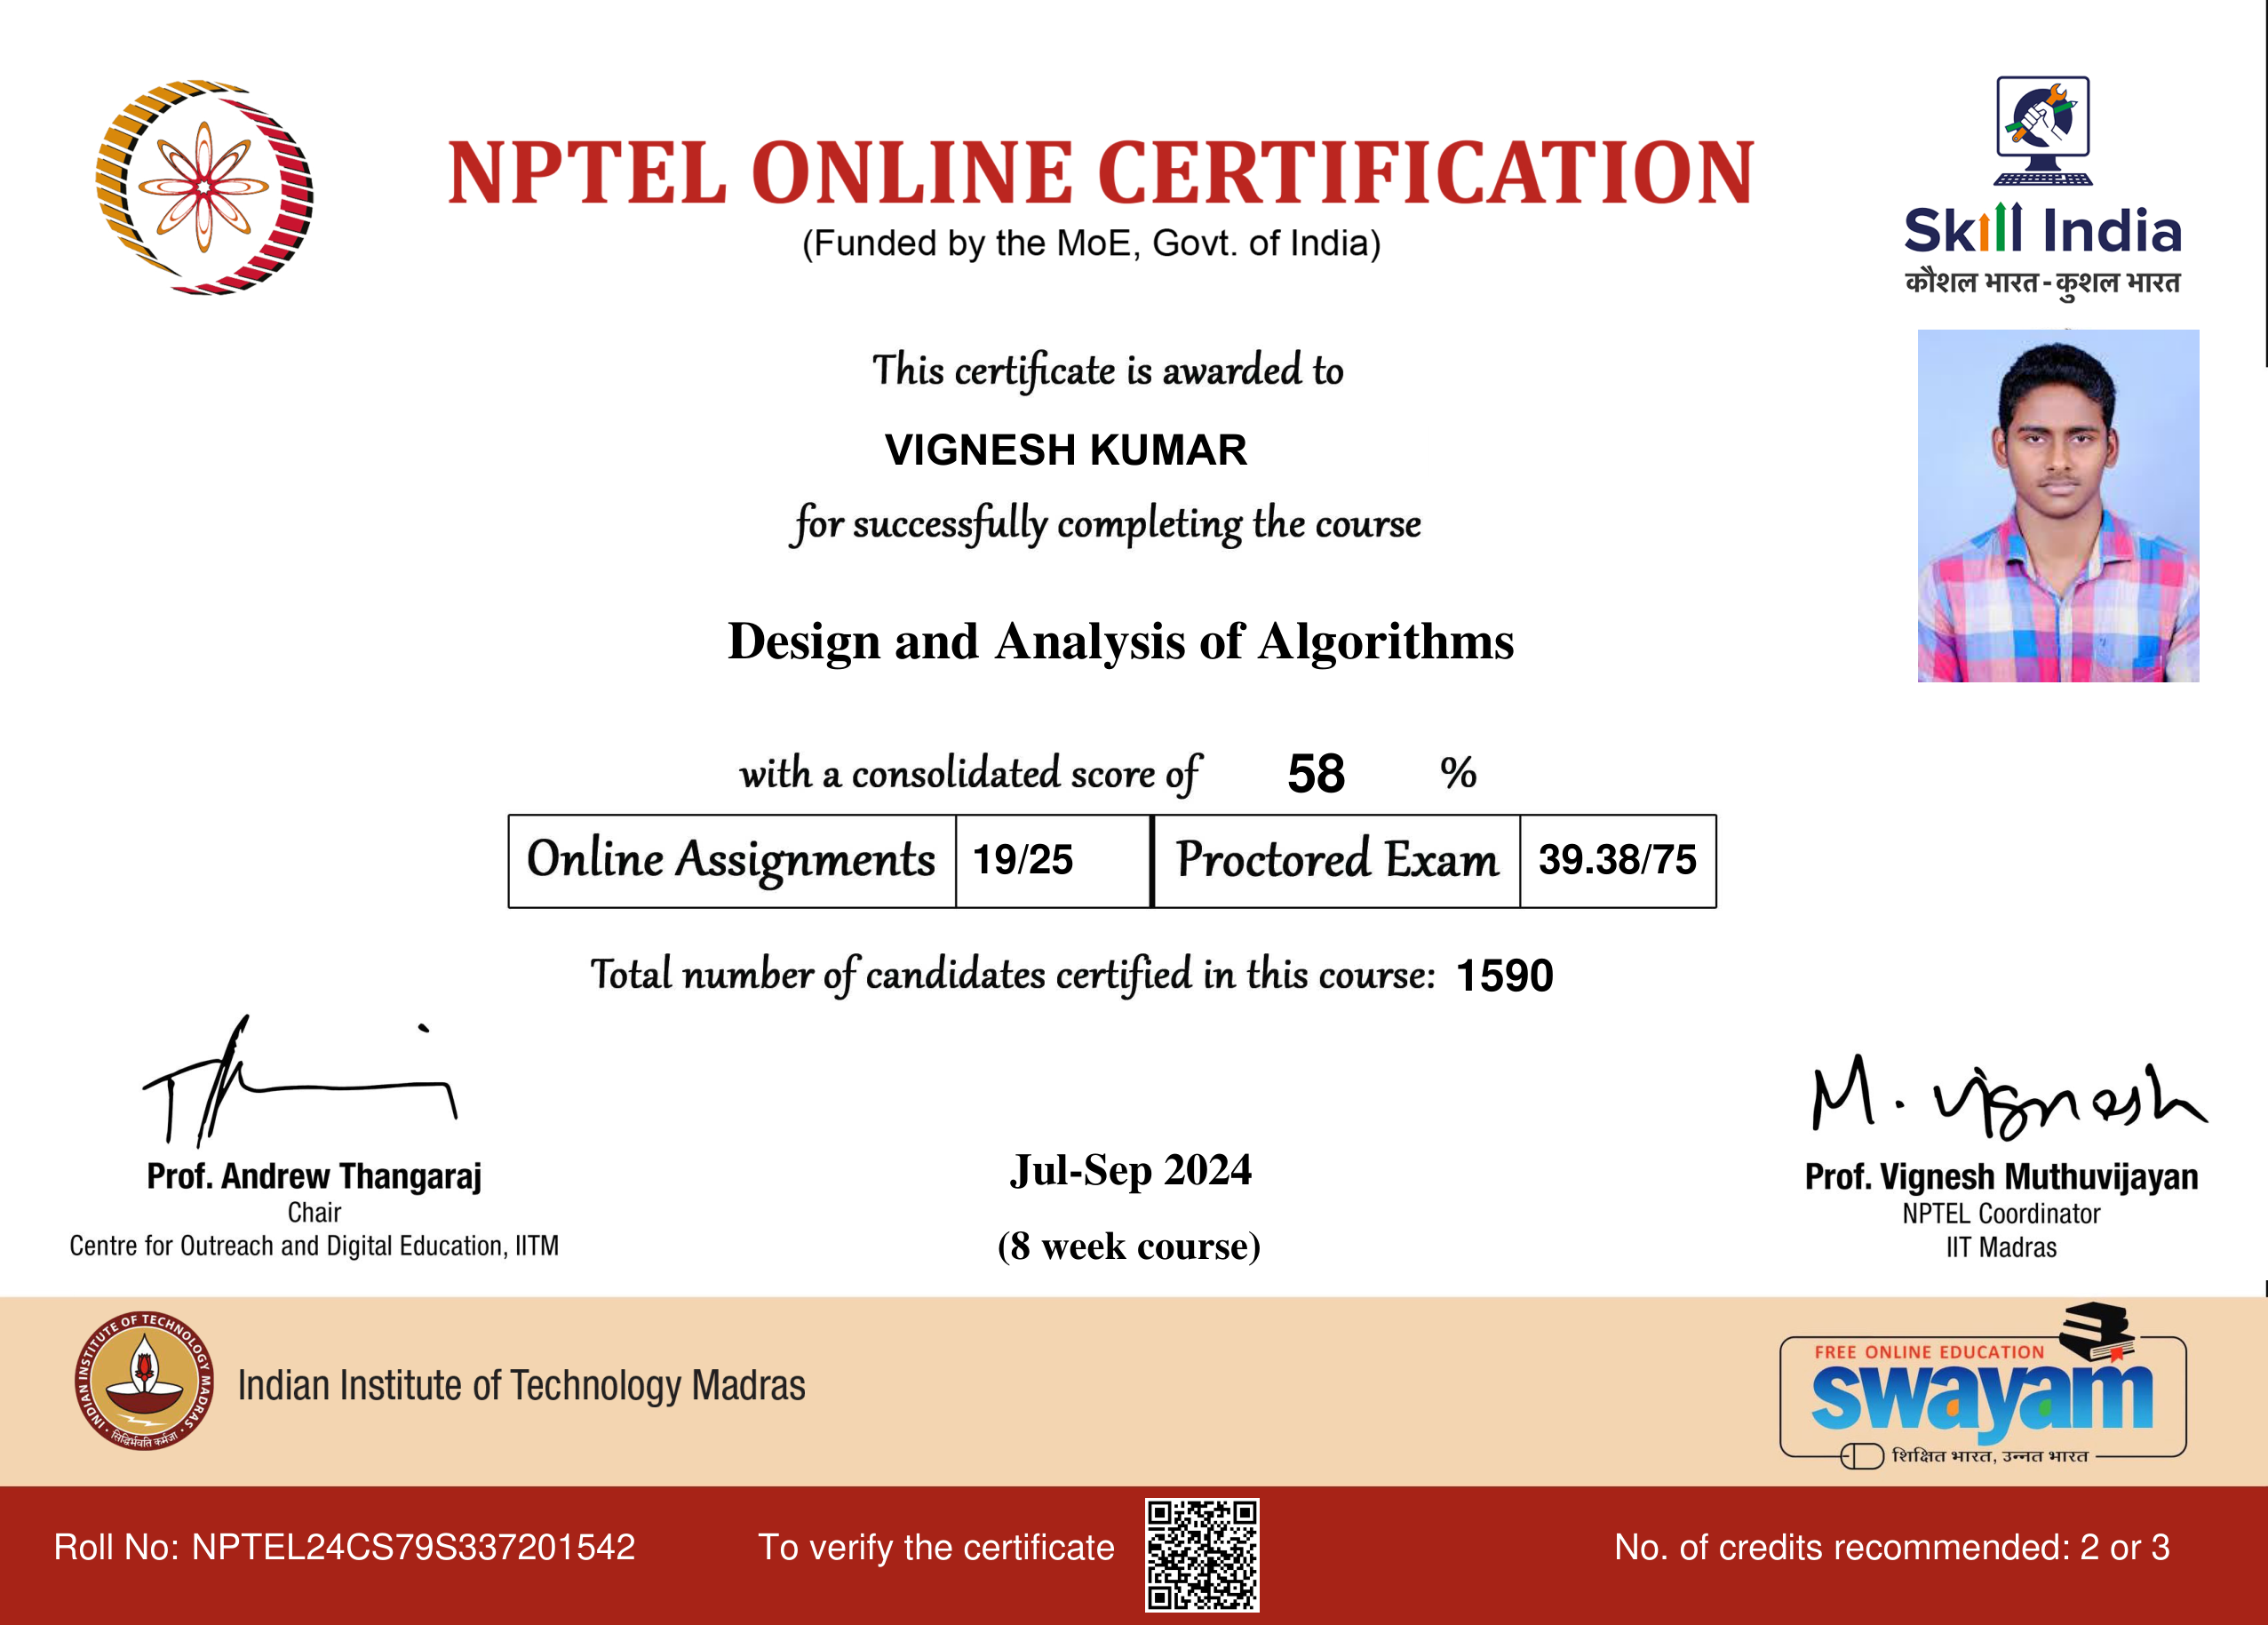 NPTEL ONLINE CERTIFICATION
(Funded by the MoE, Govt. of India)
Skill India
कौशल भारत - कुशल भारत
This certificate is awarded to
VIGNESH KUMAR
for successfully completing the course
Design and Analysis of Algorithms
with a consolidated score of 58 %
Online Assignments 19/25 Proctored Exam 39.38/75
Total number of candidates certified in this course: 1590
M. Vignesh
Prof. Andrew Thangaraj
Chair
Centre for Outreach and Digital Education, IITM
Jul-Sep 2024
(8 week course)
Prof. Vignesh Muthuvijayan
NPTEL Coordinator
IIT Madras
INDIAN INSTITUTE OF TECHNOLOGY MADRAS
सिद्धिर्भवति कर्मजा
Indian Institute of Technology Madras
FREE ONLINE EDUCATION
swayam
शिक्षित भारत, उन्नत भारत
Roll No: NPTEL24CS79S337201542
To verify the certificate
No. of credits recommended: 2 or 3